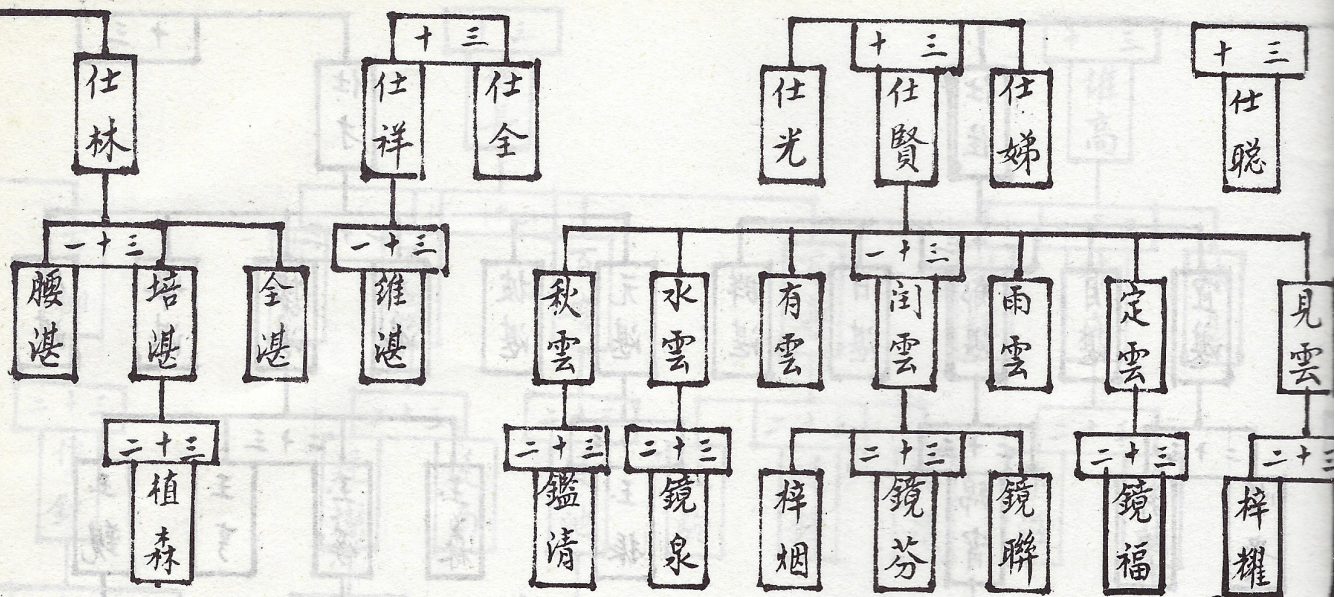 三十
三十
三十
仕聪
仕娣
仕賢
仕光
仕全
仕祥
仕林
三十一
三十一
三十一
見雲
定雲
雨雲
闰雲
有雲
水雲
秋雲
維湛
全湛
培湛
腰湛
三十二
三十二
三十二
三十二
三十二
三十二
梓耀
鏡福
鏡聯
鏡芬
梓烟
鏡泉
鑑清
植森